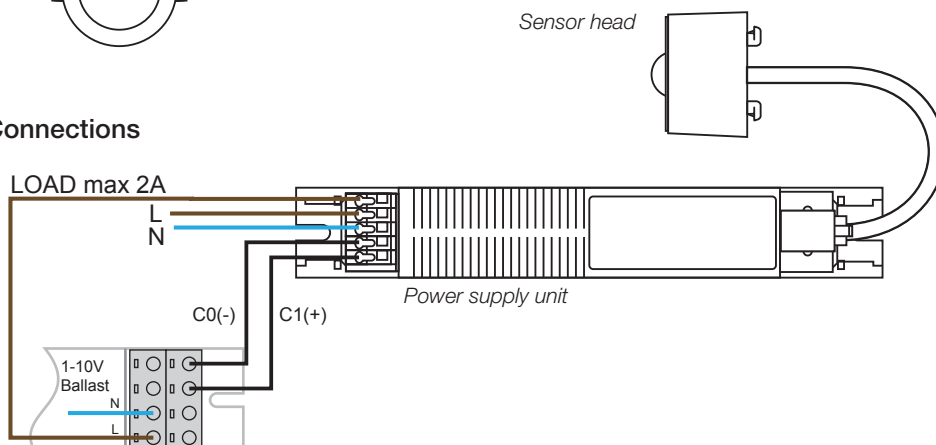 Sensor head
Connections
LOAD max 2A
L
N
Power supply unit
C0(-)
C1(+)
1-10V
Ballast
N
L